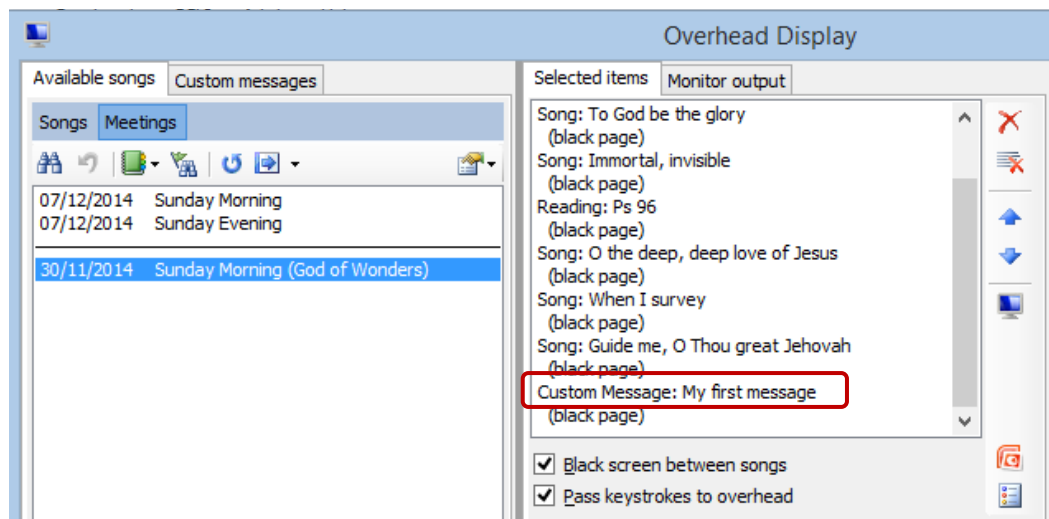 Overhead Display
Available songs Custom messages
Songs Meetings
07/12/2014 Sunday Morning
07/12/2014 Sunday Evening
30/11/2014 Sunday Morning (God of Wonders)
Selected items Monitor output
Song: To God be the glory
(black page)
Song: Immortal, invisible
(black page)
Reading: Ps 96
(black page)
Song: O the deep, deep love of Jesus
(black page)
Song: When I survey
(black page)
Song: Guide me, O Thou great Jehovah
(black page)
Custom Message: My first message
(black page)
Black screen between songs
Pass keystrokes to overhead